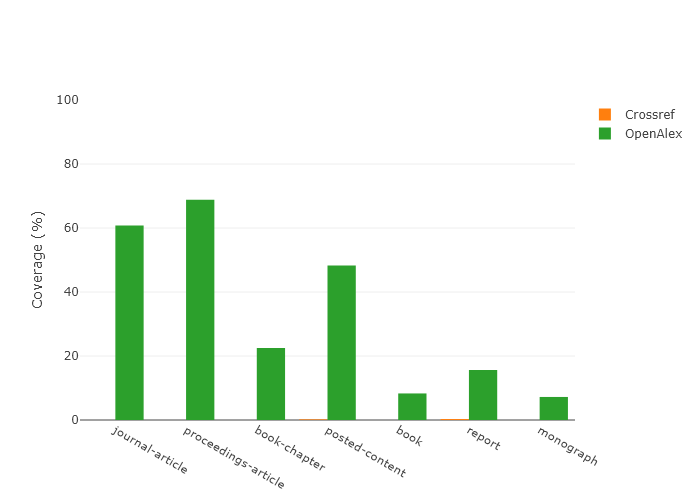 100
80
60
40
20
0
Coverage (%)
journal-article
proceedings-article
book-chapter
posted-content
book
report
monograph
Crossref
OpenAlex